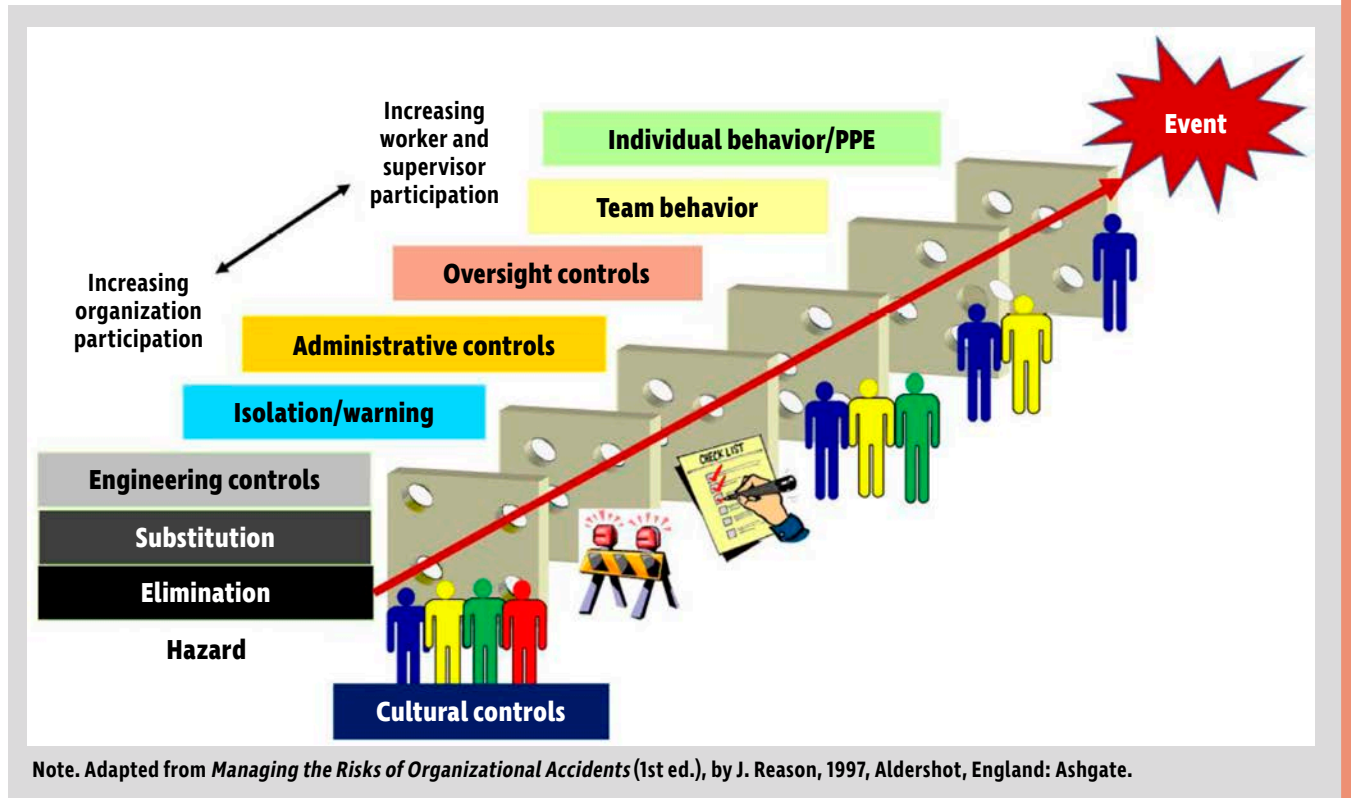 Increasing
worker and
supervisor
participation
Individual behavior/PPE
Event
Team behavior
Increasing
organization
participation
Oversight controls
Administrative controls
Isolation/warning
CHECK LIST
Engineering controls
Substitution
Elimination
Hazard
Cultural controls
Note. Adapted from Managing the Risks of Organizational Accidents (1st ed.), by J. Reason, 1997, Aldershot, England: Ashgate.